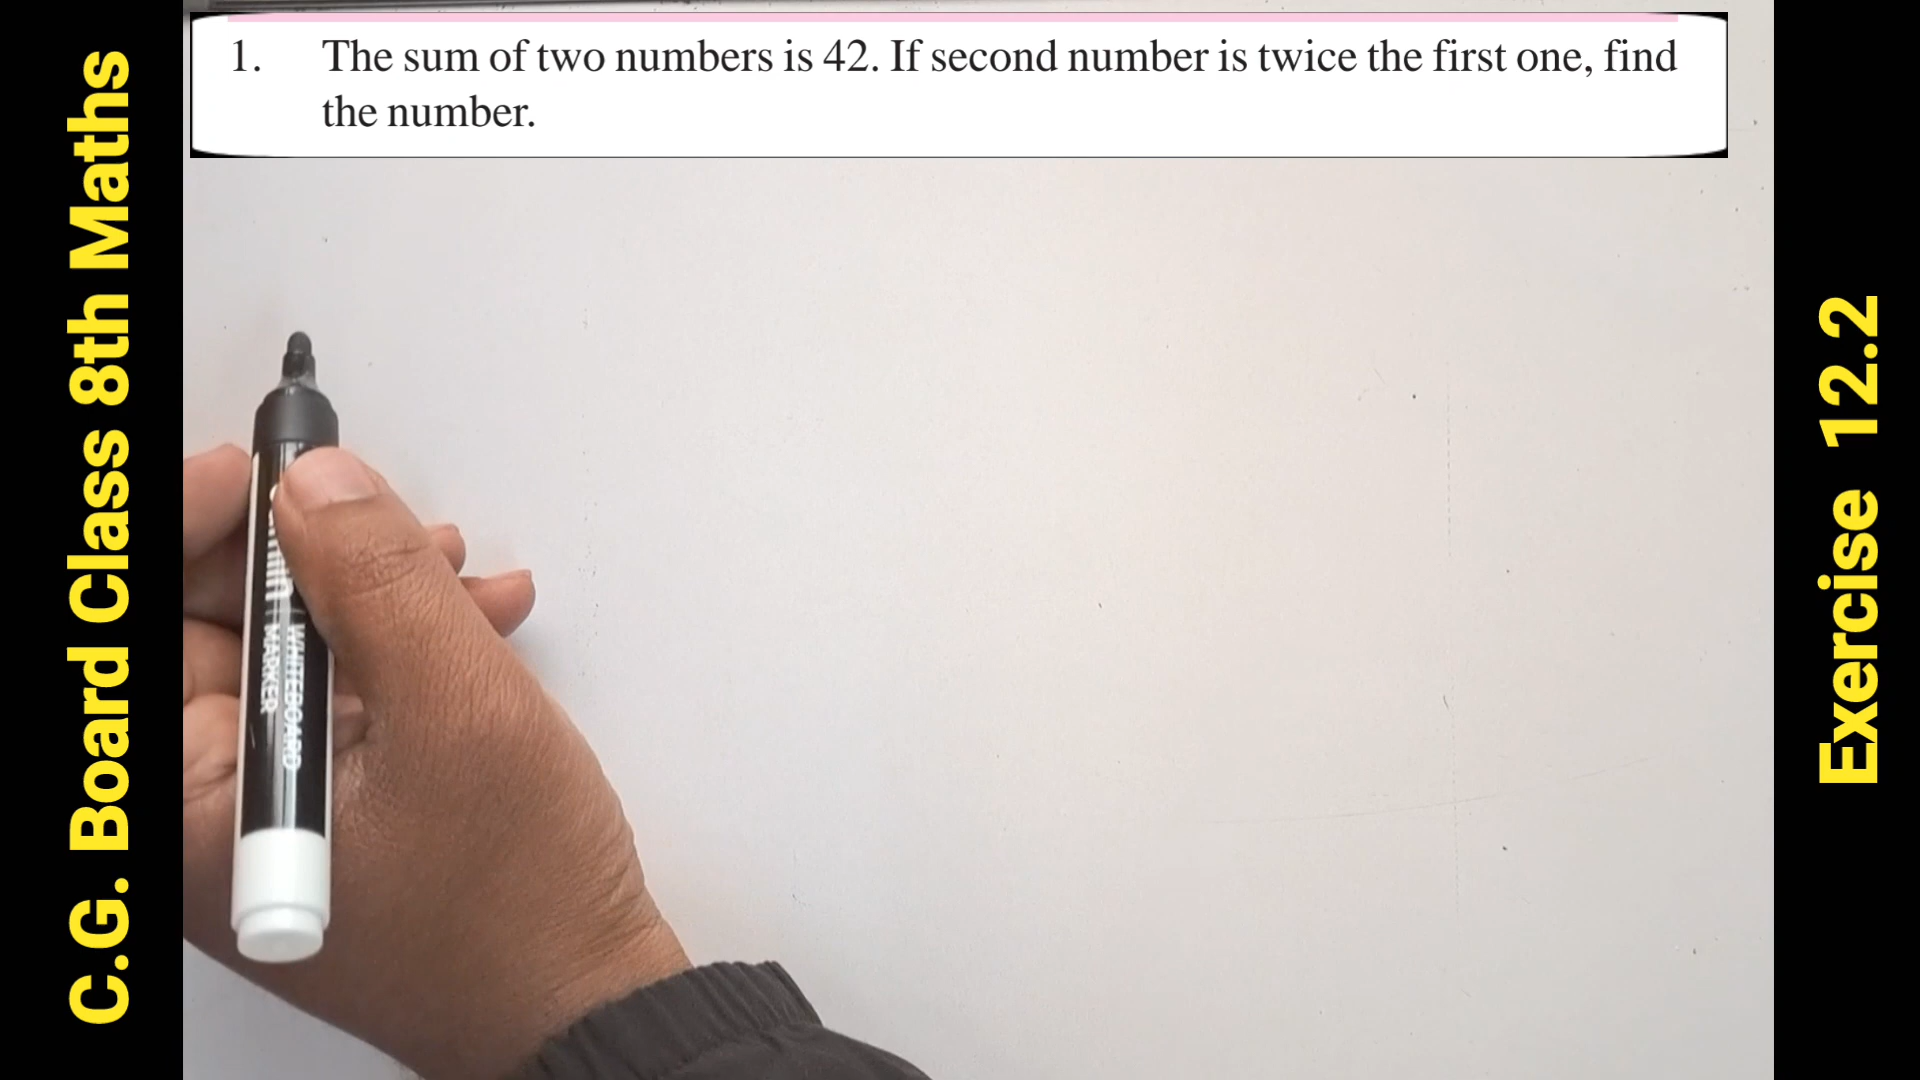 C.G. Board Class 8th Maths
1. The sum of two numbers is 42. If second number is twice the first one, find
the number.
WHITEBOARD
MARKER
Exercise 12.2